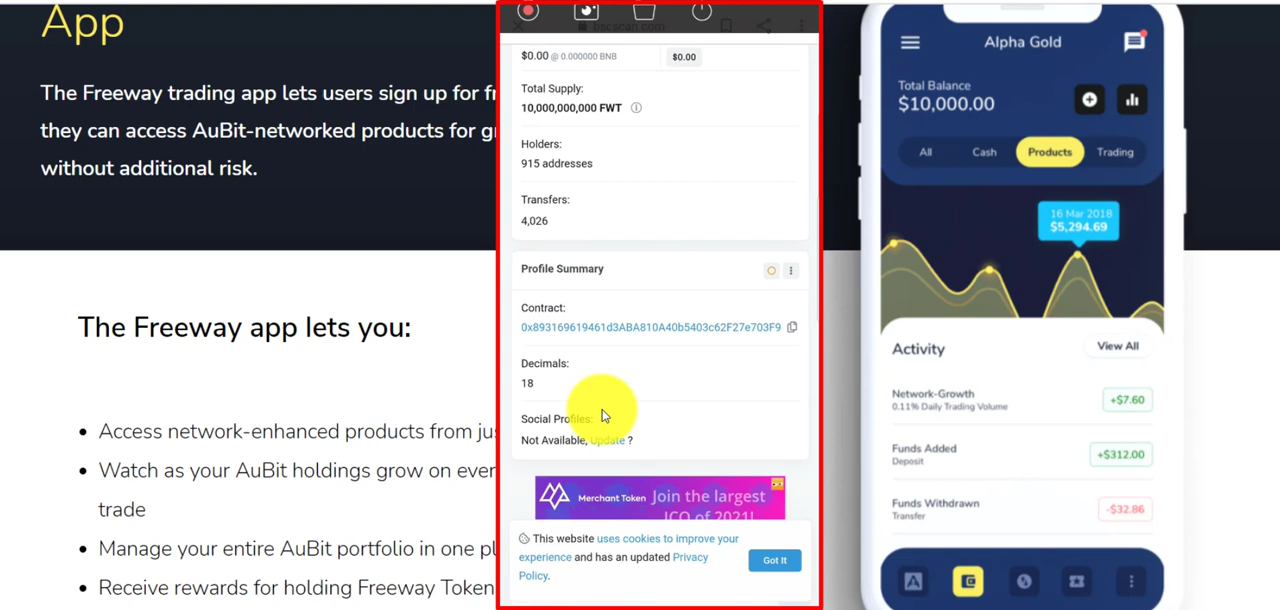 App
The Freeway trading app lets users sign up for fr
they can access AuBit-networked products for g
without additional risk.
The Freeway app lets you:
Access network-enhanced products from jus
Watch as your AuBit holdings grow on ever
trade
Manage your entire AuBit portfolio in one pl
Receive rewards for holding Freeway Token
bscscan.com
$0.00 @ 0.000000 BNB
$0.00
Total Supply:
10,000,000,000 FWT
Holders:
915 addresses
Transfers:
4,026
Profile Summary
Contract:
0x893169619461d3ABA810A40b5403c62F27e703F9
Decimals:
18
Social Profiles:
Not Available, Update ?
Merchant Token Join the largest
ICO of 2021!
This website uses cookies to improve your
experience and has an updated Privacy
Policy.
Got It
Alpha Gold
Total Balance
$10,000.00
All Cash Products Trading
16 Mar 2018
$5,294.69
Activity
View All
Network-Growth
0.11% Daily Trading Volume
+$7.60
Funds Added
Deposit
+$312.00
Funds Withdrawn
Transfer
-$32.86